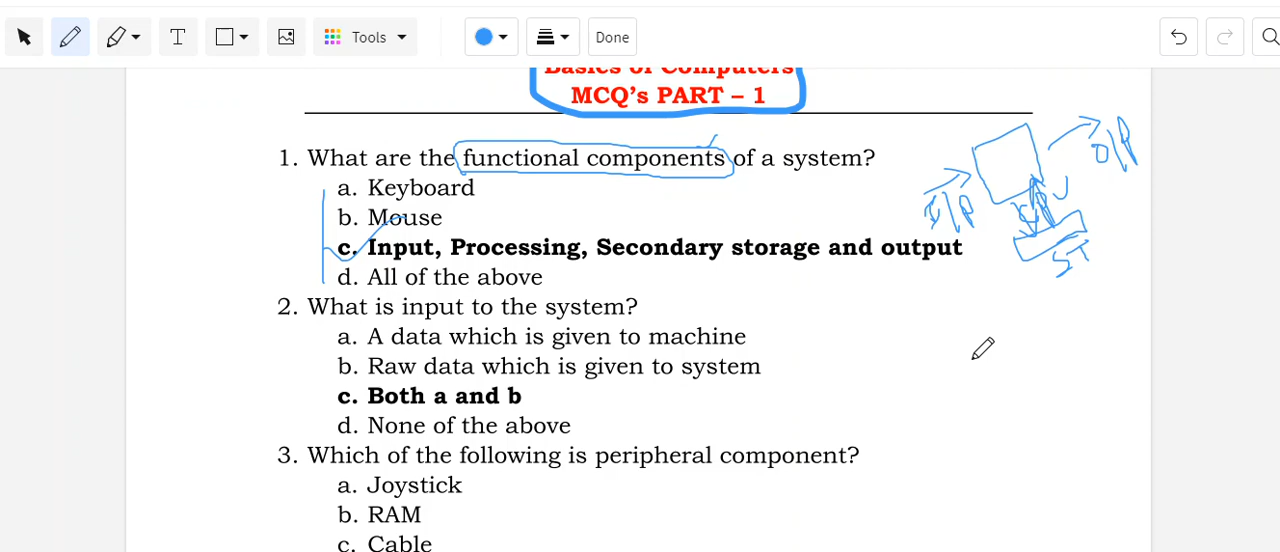 Tools
Done
Basics of Computers
MCQ's PART – 1
1. What are the functional components of a system?
a. Keyboard
b. Mouse
c. Input, Processing, Secondary storage and output
d. All of the above
2. What is input to the system?
a. A data which is given to machine
b. Raw data which is given to system
c. Both a and b
d. None of the above
3. Which of the following is peripheral component?
a. Joystick
b. RAM
c. Cable
I/P
O/P
ST